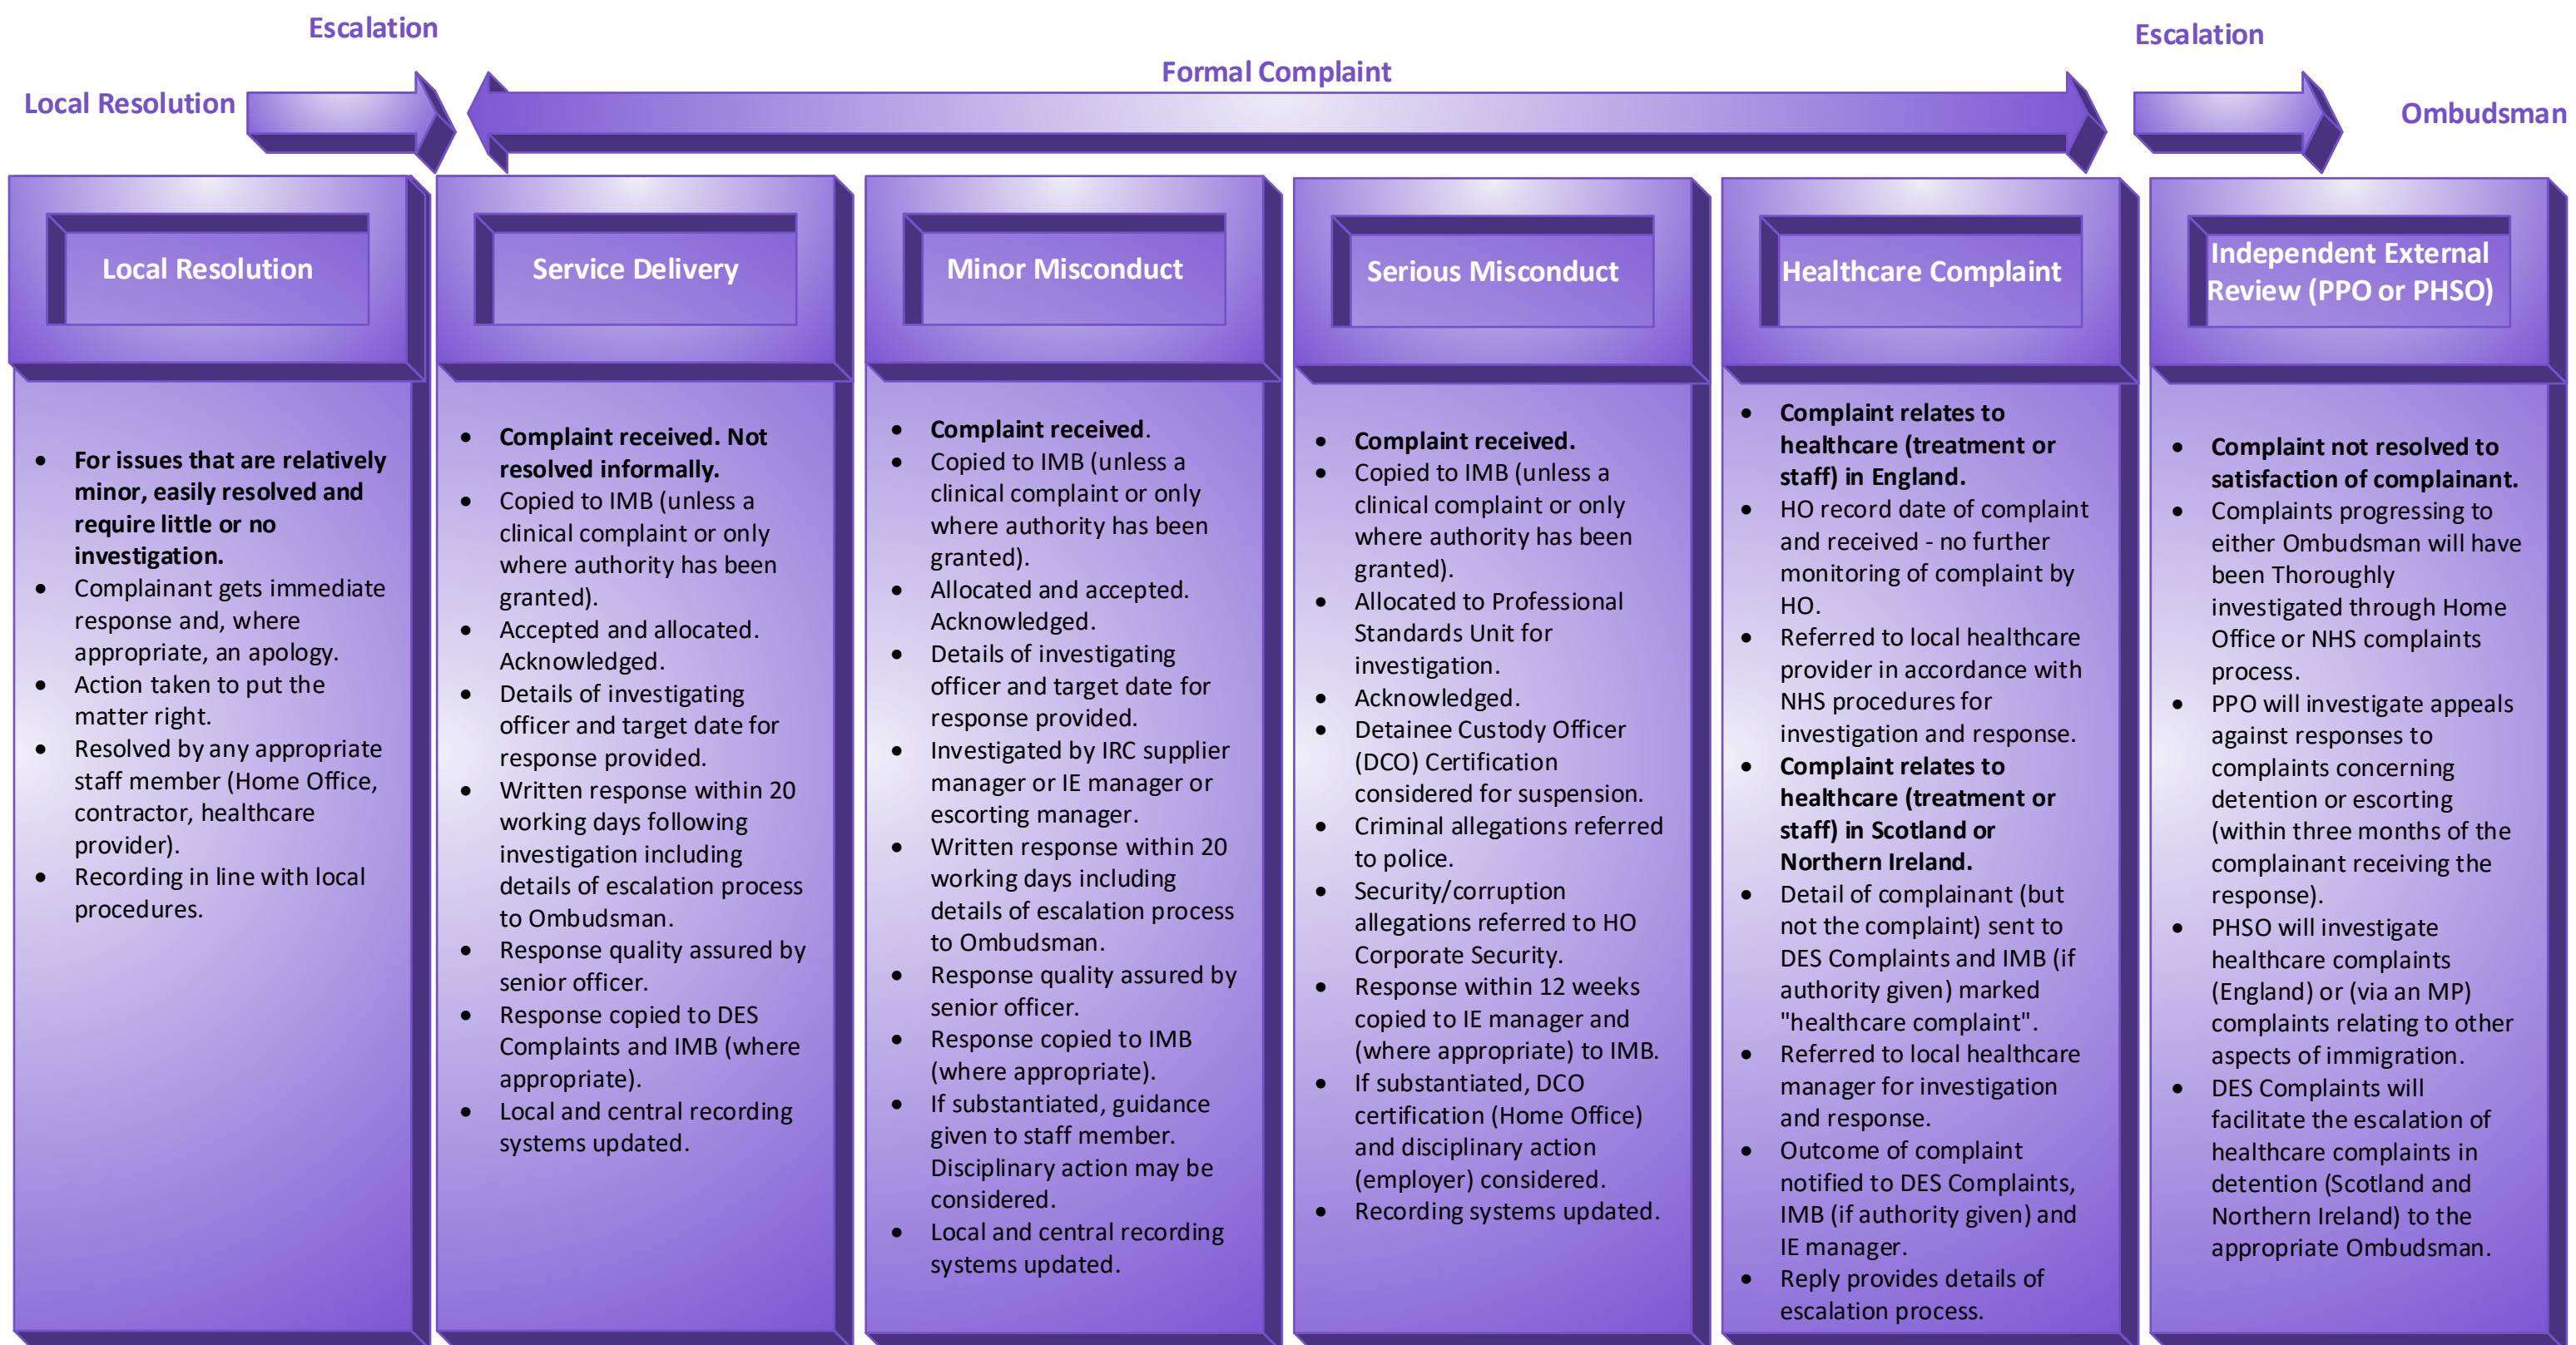 Escalation
Escalation
Formal Complaint
Local Resolution
Ombudsman
Local Resolution
• For issues that are relatively
minor, easily resolved and
require little or no
investigation.
• Complainant gets immediate
response and, where
appropriate, an apology.
• Action taken to put the
matter right.
• Resolved by any appropriate
staff member (Home Office,
contractor, healthcare
provider).
• Recording in line with local
procedures.
Service Delivery
• Complaint received. Not
resolved informally.
• Copied to IMB (unless a
clinical complaint or only
where authority has been
granted).
• Accepted and allocated.
Acknowledged.
• Details of investigating
officer and target date for
response provided.
• Written response within 20
working days following
investigation including
details of escalation process
to Ombudsman.
• Response quality assured by
senior officer.
• Response copied to DES
Complaints and IMB (where
appropriate).
• Local and central recording
systems updated.
Minor Misconduct
• Complaint received.
• Copied to IMB (unless a
clinical complaint or only
where authority has been
granted).
• Allocated and accepted.
Acknowledged.
• Details of investigating
officer and target date for
response provided.
• Investigated by IRC supplier
manager or IE manager or
escorting manager.
• Written response within 20
working days including
details of escalation process
to Ombudsman.
• Response quality assured by
senior officer.
• Response copied to IMB
(where appropriate).
• If substantiated, guidance
given to staff member.
Disciplinary action may be
considered.
• Local and central recording
systems updated.
Serious Misconduct
• Complaint received.
• Copied to IMB (unless a
clinical complaint or only
where authority has been
granted).
• Allocated to Professional
Standards Unit for
investigation.
• Acknowledged.
• Detainee Custody Officer
(DCO) Certification
considered for suspension.
• Criminal allegations referred
to police.
• Security/corruption
allegations referred to HO
Corporate Security.
• Response within 12 weeks
copied to IE manager and
(where appropriate) to IMB.
• If substantiated, DCO
certification (Home Office)
and disciplinary action
(employer) considered.
• Recording systems updated.
Healthcare Complaint
• Complaint relates to
healthcare (treatment or
staff) in England.
• HO record date of complaint
and received - no further
monitoring of complaint by
HO.
• Referred to local healthcare
provider in accordance with
NHS procedures for
investigation and response.
• Complaint relates to
healthcare (treatment or
staff) in Scotland or
Northern Ireland.
• Detail of complainant (but
not the complaint) sent to
DES Complaints and IMB (if
authority given) marked
"healthcare complaint".
• Referred to local healthcare
manager for investigation
and response.
• Outcome of complaint
notified to DES Complaints,
IMB (if authority given) and
IE manager.
• Reply provides details of
escalation process.
Independent External
Review (PPO or PHSO)
• Complaint not resolved to
satisfaction of complainant.
• Complaints progressing to
either Ombudsman will have
been Thoroughly
investigated through Home
Office or NHS complaints
process.
• PPO will investigate appeals
against responses to
complaints concerning
detention or escorting
(within three months of the
complainant receiving the
response).
• PHSO will investigate
healthcare complaints
(England) or (via an MP)
complaints relating to other
aspects of immigration.
• DES Complaints will
facilitate the escalation of
healthcare complaints in
detention (Scotland and
Northern Ireland) to the
appropriate Ombudsman.